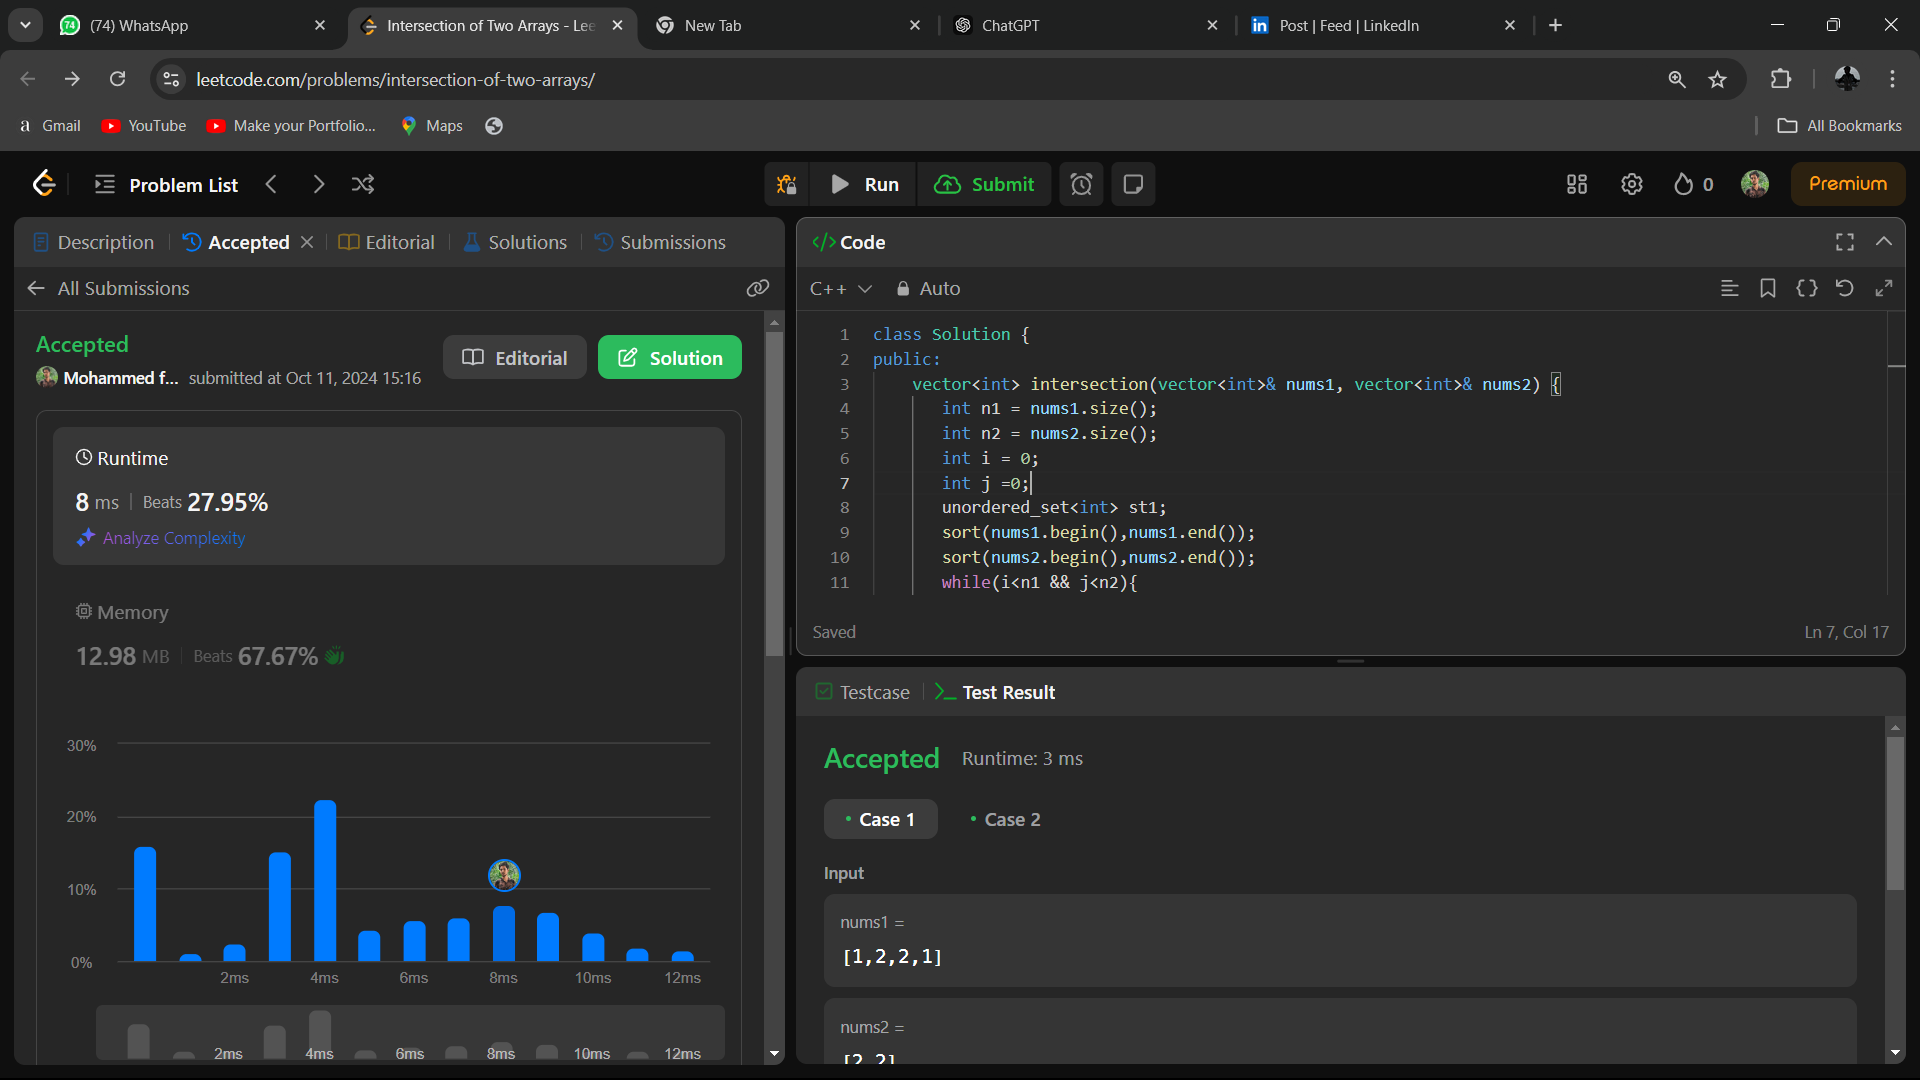 (74) WhatsApp
Intersection of Two Arrays - Lee
New Tab
ChatGPT
Post | Feed | LinkedIn
leetcode.com/problems/intersection-of-two-arrays/
Gmail
YouTube
Make your Portfolio...
Maps
All Bookmarks
Problem List
Run
Submit
0
Premium
Description
Accepted
Editorial
Solutions
Submissions
All Submissions
Accepted
Mohammed f... submitted at Oct 11, 2024 15:16
Editorial
Solution
Runtime
8 ms | Beats 27.95%
Analyze Complexity
Memory
12.98 MB | Beats 67.67%
30%
20%
10%
0%
2ms 4ms 6ms 8ms 10ms 12ms
2ms 4ms 6ms 8ms 10ms 12ms
</> Code
C++ Auto
1 class Solution {
2 public:
3 vector<int> intersection(vector<int>& nums1, vector<int>& nums2) {
4 int n1 = nums1.size();
5 int n2 = nums2.size();
6 int i = 0;
7 int j =0;
8 unordered_set<int> st1;
9 sort(nums1.begin(),nums1.end());
10 sort(nums2.begin(),nums2.end());
11 while(i<n1 && j<n2){
Saved
Ln 7, Col 17
Testcase
Test Result
Accepted Runtime: 3 ms
Case 1
Case 2
Input
nums1 =
[1,2,2,1]
nums2 =
[2,2]